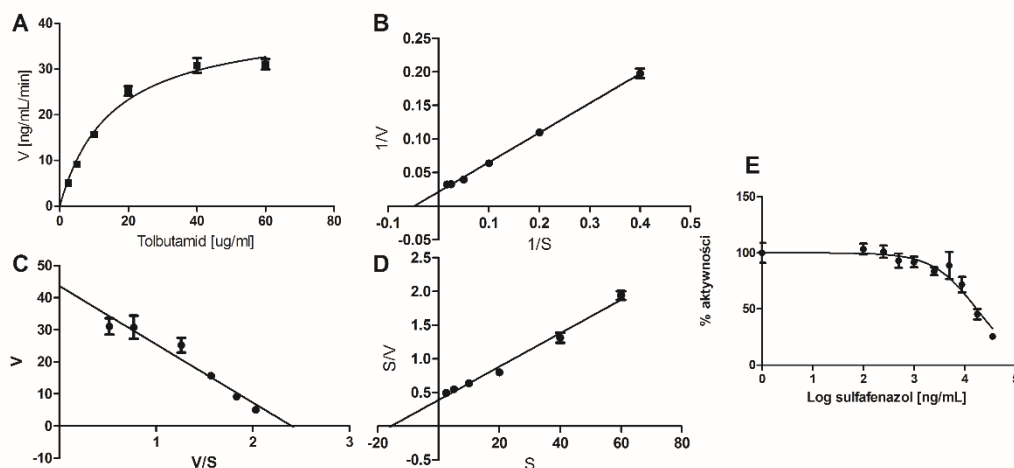 A
V [ng/mL/min]
40
30
20
10
0
0 20 40 60 80
Tolbutamid [ug/ml]
B
1/V
0.25
0.20
0.15
0.10
0.05
-0.05
-0.1 0.1 0.2 0.3 0.4 0.5
1/S
C
V
50
40
30
20
10
0
1 2 3
V/S
D
S/V
2.5
2.0
1.5
1.0
0.5
-0.5
-20 20 40 60 80
S
E
% aktywności
150
100
50
0
0 1 2 3 4 5
Log sulfafenazol [ng/mL]